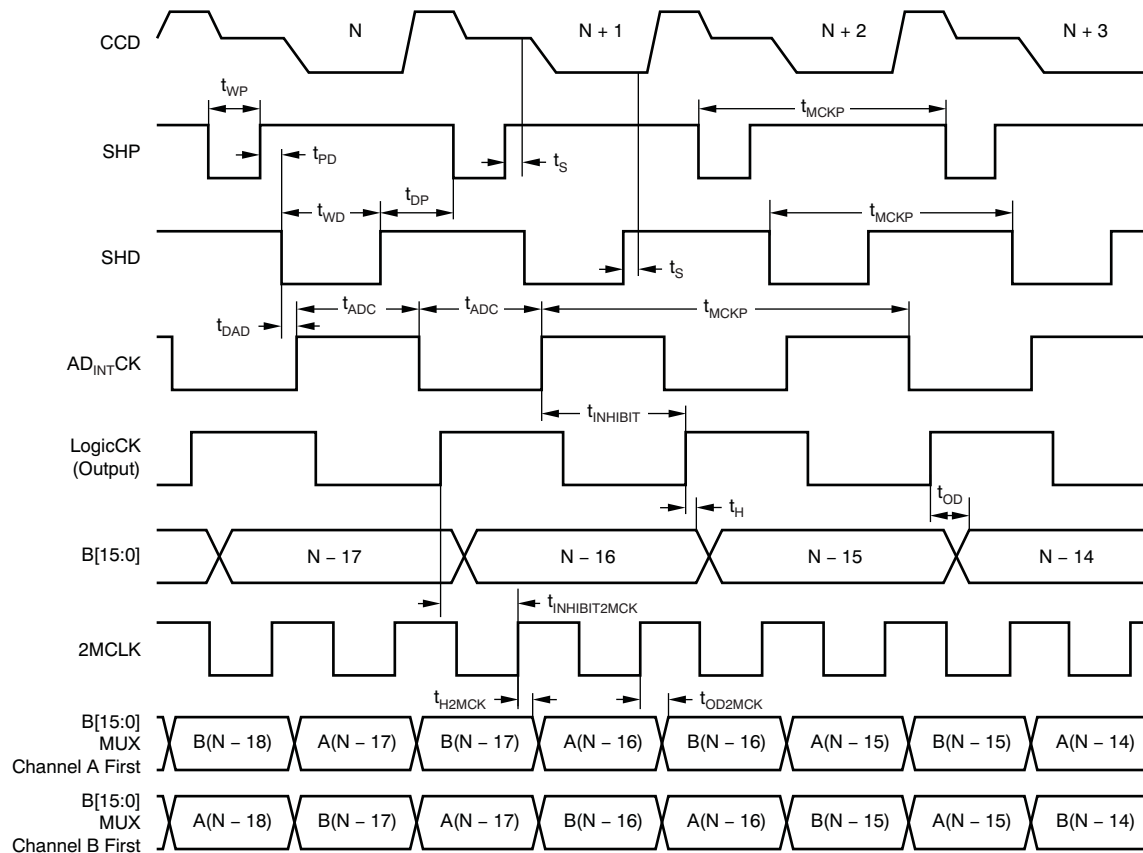 CCD
N
N + 1
N + 2
N + 3
tWP
tMCKP
SHP
tPD
tS
tDP
tWD
tMCKP
SHD
tS
tADC
tADC
tMCKP
tDAD
ADINTCK
tINHIBIT
LogicCK
(Output)
tOD
tH
B[15:0]
N − 17
N − 16
N − 15
N − 14
tINHIBIT2MCK
2MCLK
tH2MCK
tOD2MCK
B[15:0]
MUX
Channel A First
B(N − 18)
A(N − 17)
B(N − 17)
A(N − 16)
B(N − 16)
A(N − 15)
B(N − 15)
A(N − 14)
B[15:0]
MUX
Channel B First
A(N − 18)
B(N − 17)
A(N − 17)
B(N − 16)
A(N − 16)
B(N − 15)
A(N − 15)
B(N − 14)